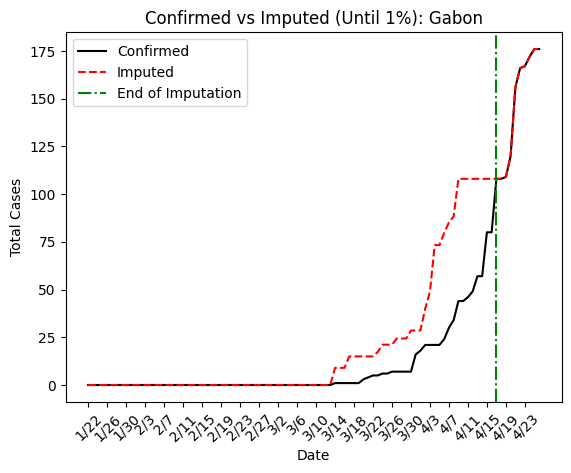 Confirmed vs Imputed (Until 1%): Gabon
Confirmed
Imputed
End of Imputation
Total Cases
175
150
125
100
75
50
25
0
1/22 1/26 1/30 2/3 2/7 2/11 2/15 2/19 2/23 2/27 3/2 3/6 3/10 3/14 3/18 3/22 3/26 3/30 4/3 4/7 4/11 4/15 4/19 4/23
Date